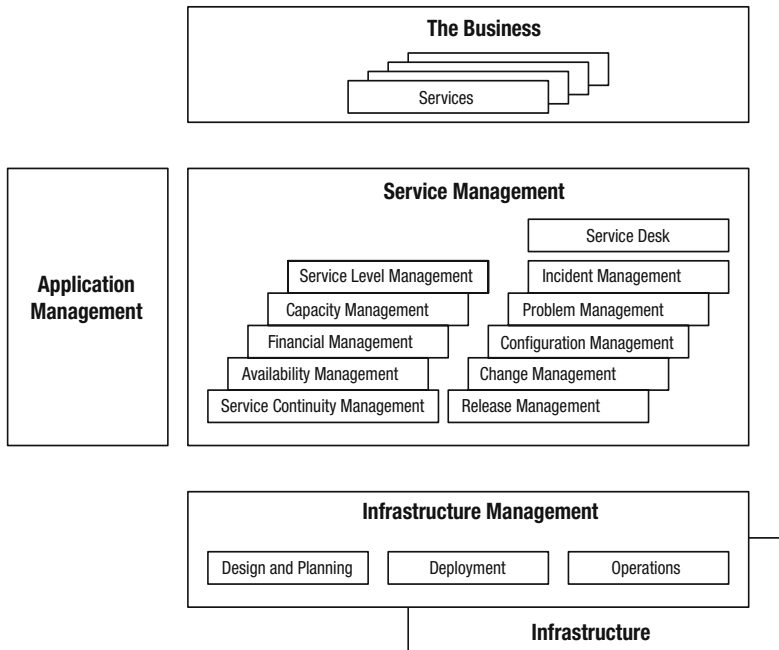 The Business
Services
Application
Management
Service Management
Service Desk
Service Level Management
Capacity Management
Financial Management
Availability Management
Service Continuity Management
Incident Management
Problem Management
Configuration Management
Change Management
Release Management
Infrastructure Management
Design and Planning
Deployment
Operations
Infrastructure